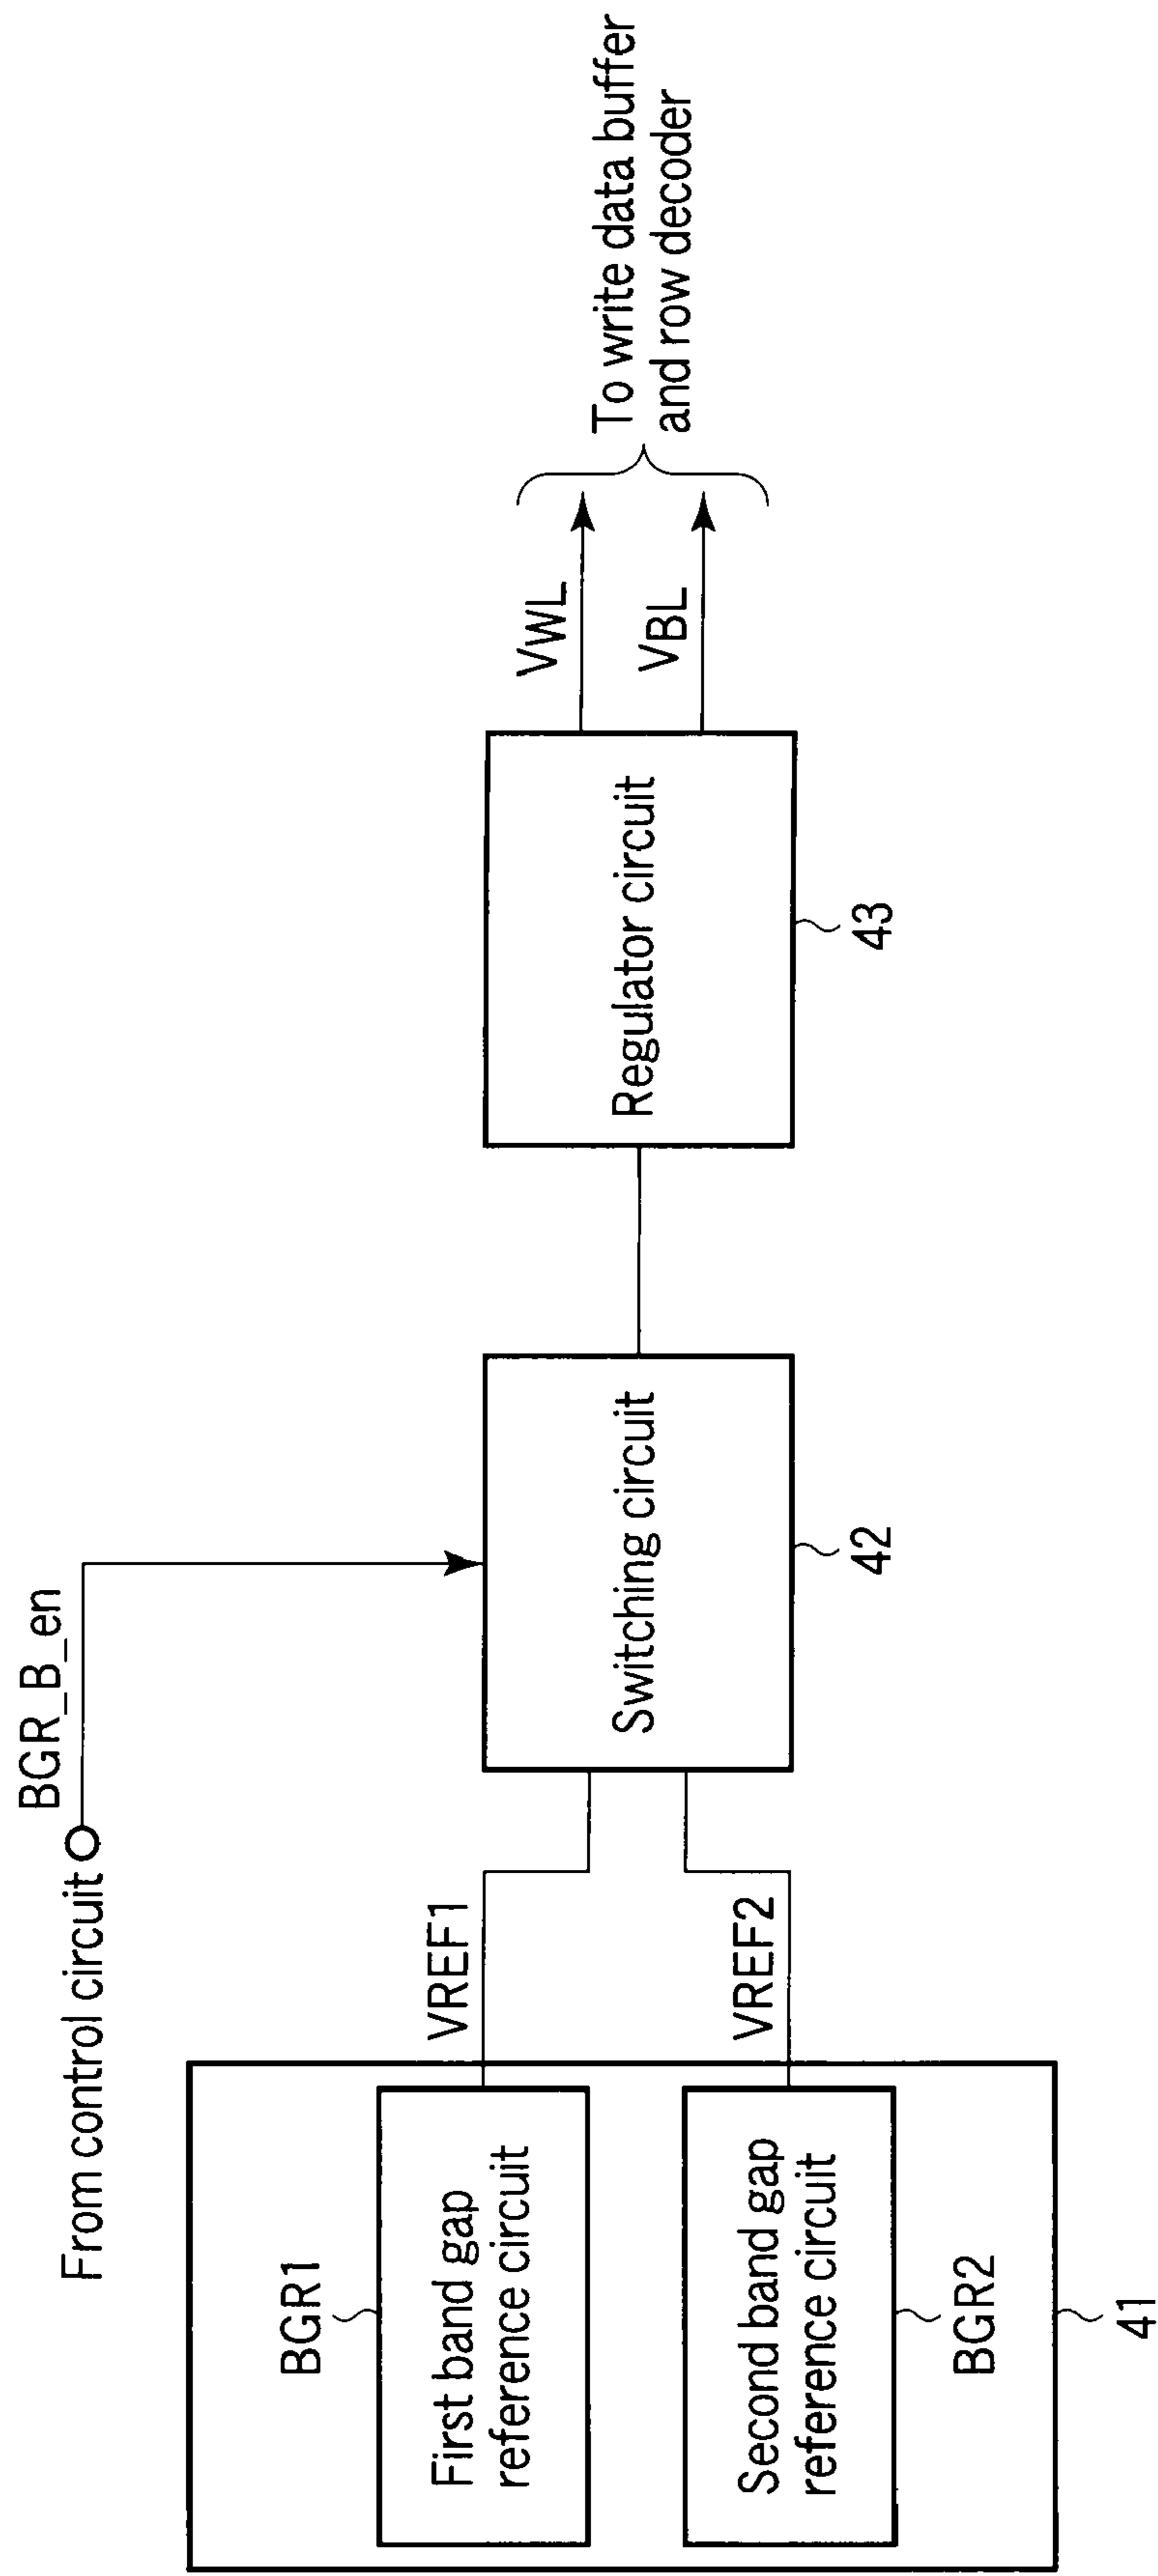 From control circuit
BGR_B_en
BGR1
First band gap
reference circuit
VREF1
Second band gap
reference circuit
VREF2
BGR2
41
Switching circuit
42
Regulator circuit
43
VWL
VBL
To write data buffer
and row decoder